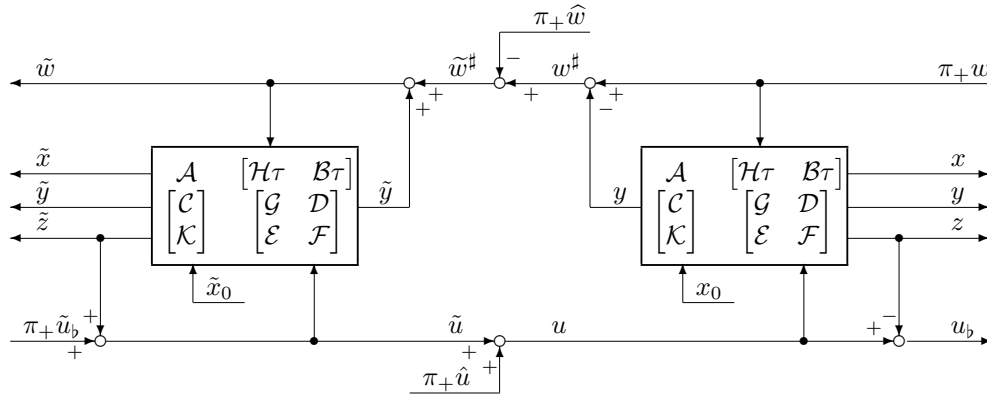 π₊ŵ
w̃ w̃♯ − w♯ π₊w
+ + + +
+ −
x̃ 𝒜 [ℋτ ℬτ] 𝒜 [ℋτ ℬτ] x
ỹ [𝒞 [𝒢 𝒟 ỹ y [𝒞 [𝒢 𝒟 y
z̃ 𝒦] ℰ ℱ] 𝒦] ℰ ℱ] z
x̃₀ x₀
+ −
π₊ũ♭ ũ u + u♭
+ + +
π₊û